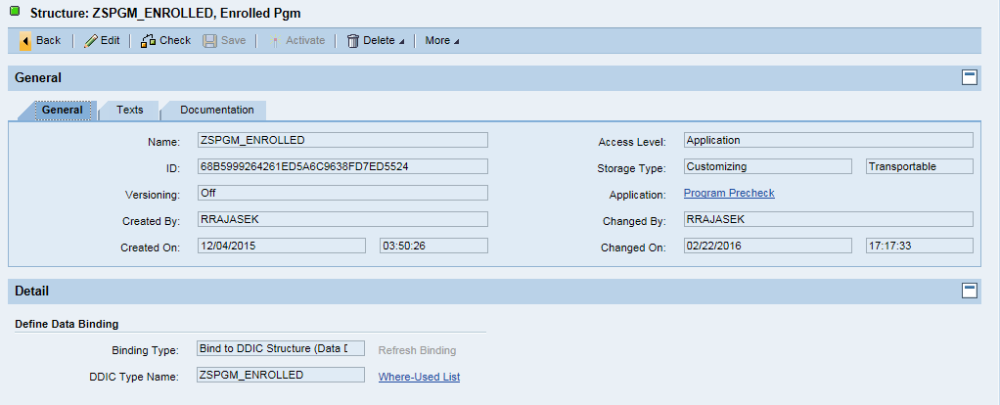 Structure: ZSPGM_ENROLLED, Enrolled Pgm
Back Edit Check Save Activate Delete More
General
General Texts Documentation
Name: ZSPGM_ENROLLED Access Level: Application
ID: 68B5999264261ED5A6C9638FD7ED5524 Storage Type: Customizing Transportable
Versioning: Off Application: Program Precheck
Created By: RRAJASEK Changed By: RRAJASEK
Created On: 12/04/2015 03:50:26 Changed On: 02/22/2016 17:17:33
Detail
Define Data Binding
Binding Type: Bind to DDIC Structure (Data Refresh Binding
DDIC Type Name: ZSPGM_ENROLLED Where-Used List